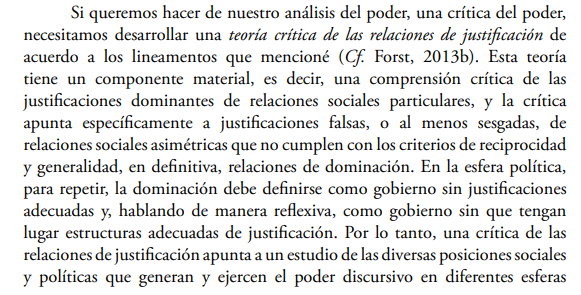 Si queremos hacer de nuestro análisis del poder, una crítica del poder,
necesitamos desarrollar una teoría crítica de las relaciones de justificación de
acuerdo a los lineamentos que mencioné (Cf. Forst, 2013b). Esta teoría
tiene un componente material, es decir, una comprensión crítica de las
justificaciones dominantes de relaciones sociales particulares, y la crítica
apunta específicamente a justificaciones falsas, o al menos sesgadas, de
relaciones sociales asimétricas que no cumplen con los criterios de reciprocidad
y generalidad, en definitiva, relaciones de dominación. En la esfera política,
para repetir, la dominación debe definirse como gobierno sin justificaciones
adecuadas y, hablando de manera reflexiva, como gobierno sin que tengan
lugar estructuras adecuadas de justificación. Por lo tanto, una crítica de las
relaciones de justificación apunta a un estudio de las diversas posiciones sociales
y políticas que generan y ejercen el poder discursivo en diferentes esferas